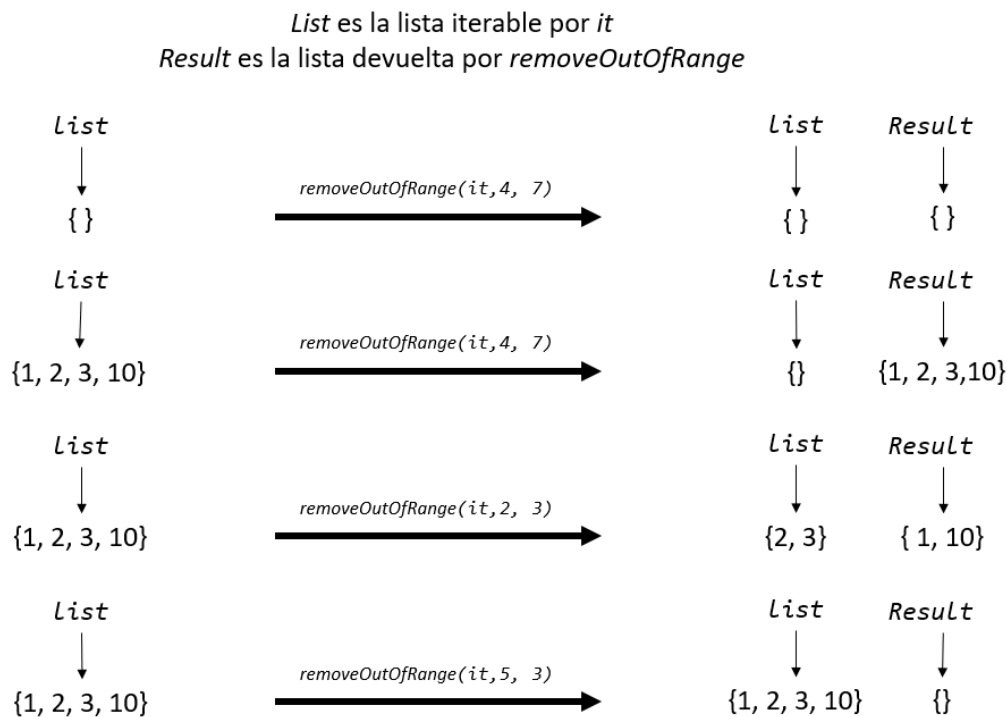 List es la lista iterable por it
Result es la lista devuelta por removeOutOfRange
list list Result
removeOutOfRange(it,4, 7)
{ } { } { }
list list Result
removeOutOfRange(it,4, 7)
{1, 2, 3, 10} {} {1, 2, 3,10}
list list Result
removeOutOfRange(it,2, 3)
{1, 2, 3, 10} {2, 3} { 1, 10}
list list Result
removeOutOfRange(it,5, 3)
{1, 2, 3, 10} {1, 2, 3, 10} {}